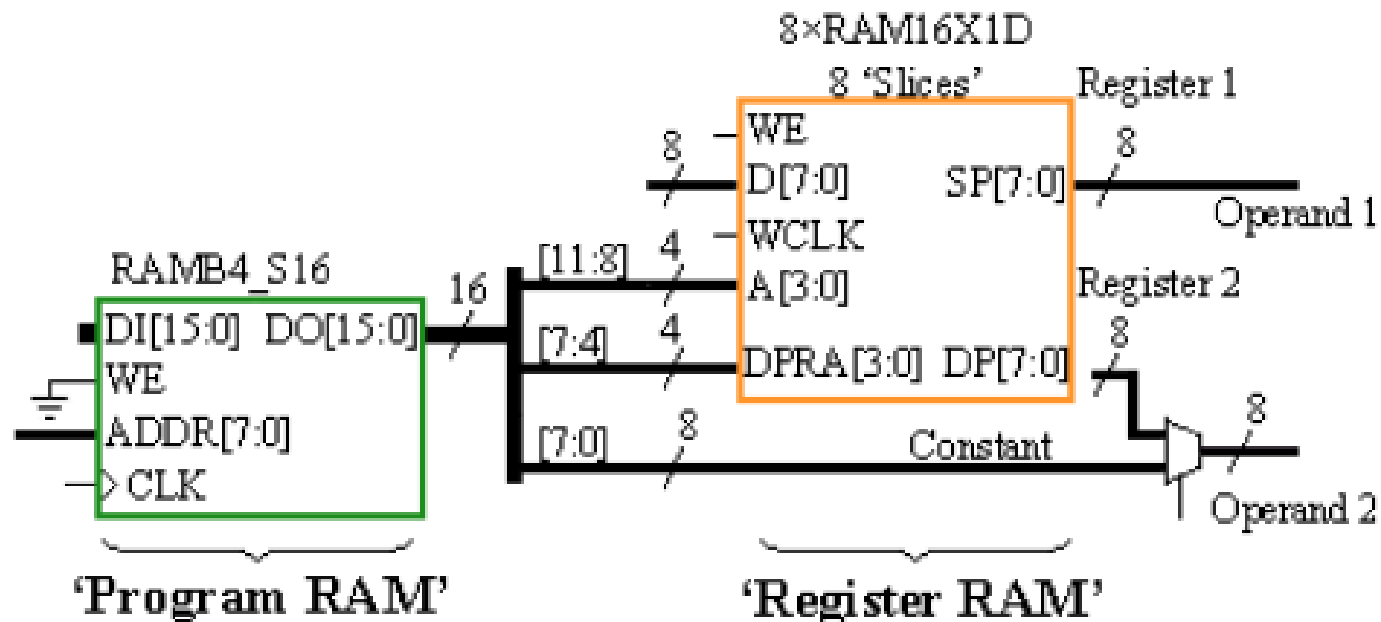 8×RAM16X1D
8 ‘Slices’
Register 1
WE
8
D[7:0]
SP[7:0]
8
Operand 1
WCLK
RAMB4_S16
[11:8]
4
A[3:0]
Register 2
DI[15:0] DO[15:0]
16
[7:4]
4
DPRA[3:0] DP[7:0]
8
WE
ADDR[7:0]
[7:0]
8
Constant
8
CLK
Operand 2
‘Program RAM’
‘Register RAM’